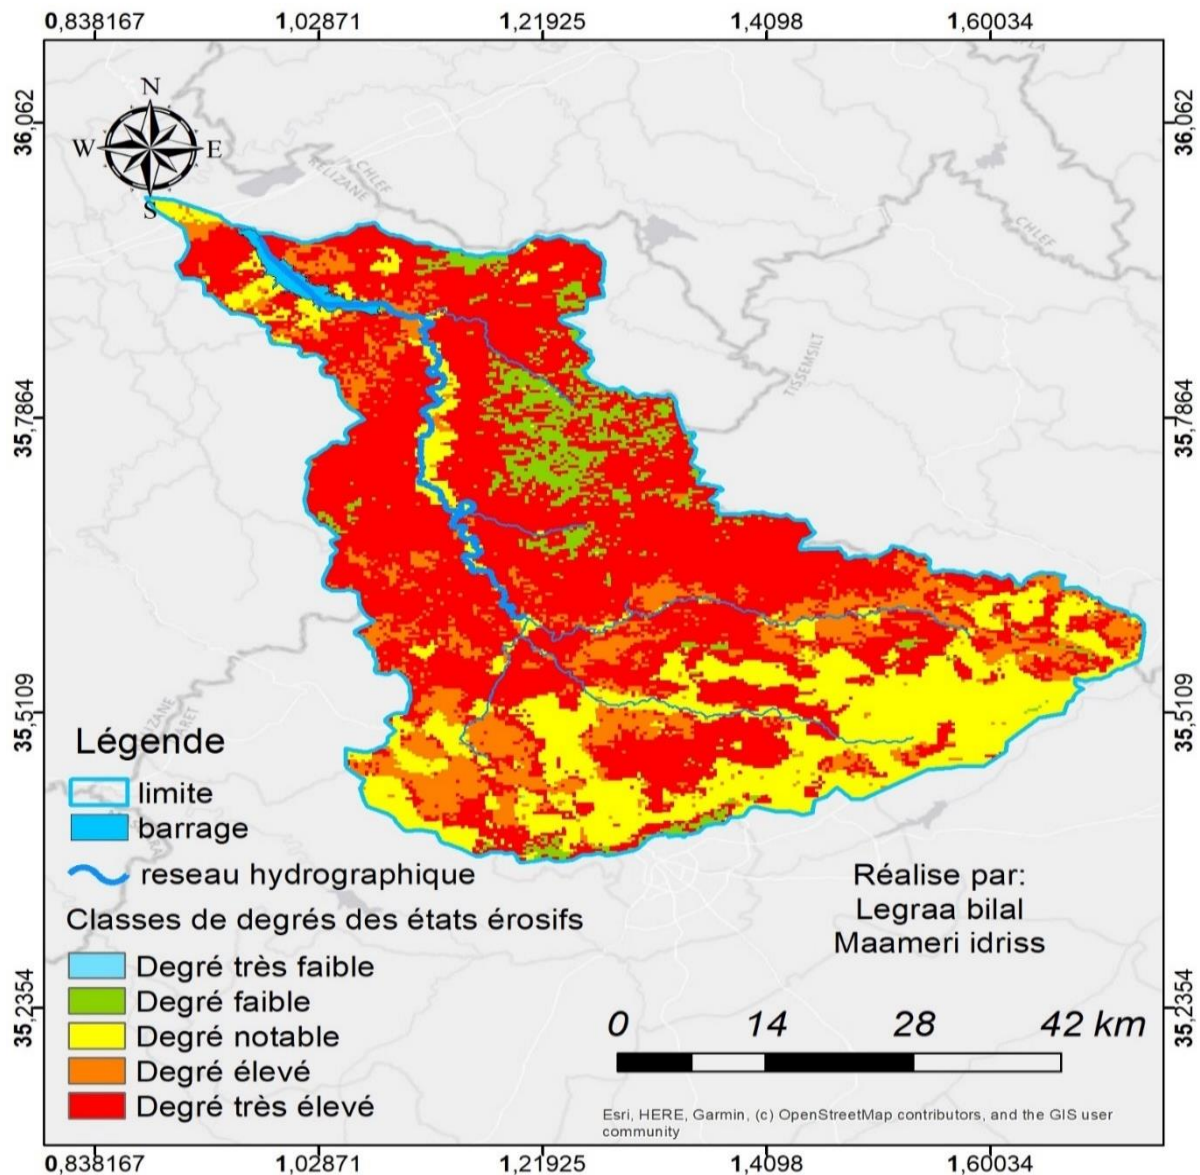 0,838167 1,02871 1,21925 1,4098 1,60034
36,062 36,062
N
W E
S
CHLEF
RELIZANE
CHLEF
TISSEMSILT
35,7864 35,7864
35,5109 35,5109
Légende
limite
barrage
reseau hydrographique
Classes de degrés des états érosifs
Degré très faible
Degré faible
Degré notable
Degré élevé
Degré très élevé
Réalise par:
Legraa bilal
Maameri idriss
35,2354 35,2354
0 14 28 42 km
Esri, HERE, Garmin, (c) OpenStreetMap contributors, and the GIS user
community
0,838167 1,02871 1,21925 1,4098 1,60034